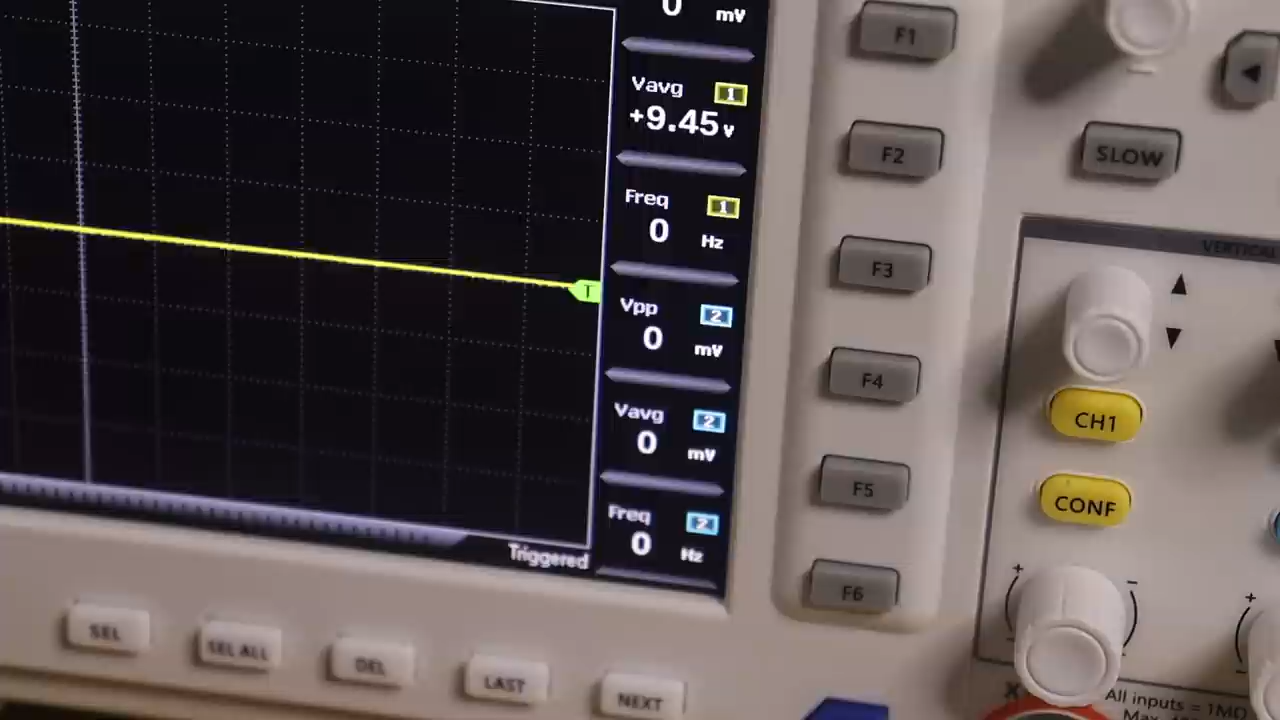 0 mV
Vavg 1
+9.45 V
Freq 1
0 Hz
Vpp 2
0 mV
Vavg 2
0 mV
Freq 2
0 Hz
T
Triggered
F1
F2
F3
F4
F5
F6
SLOW
VERTICAL
CH1
CONF
+ -
+
SEL
SEL ALL
DEL
LAST
NEXT
X
All inputs = 1MΩ